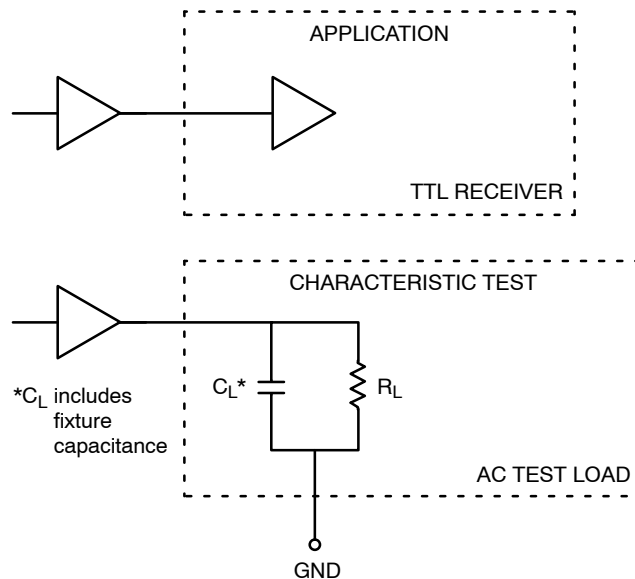 APPLICATION
TTL RECEIVER
CHARACTERISTIC TEST
*CL includes
fixture
capacitance
CL*
RL
AC TEST LOAD
GND